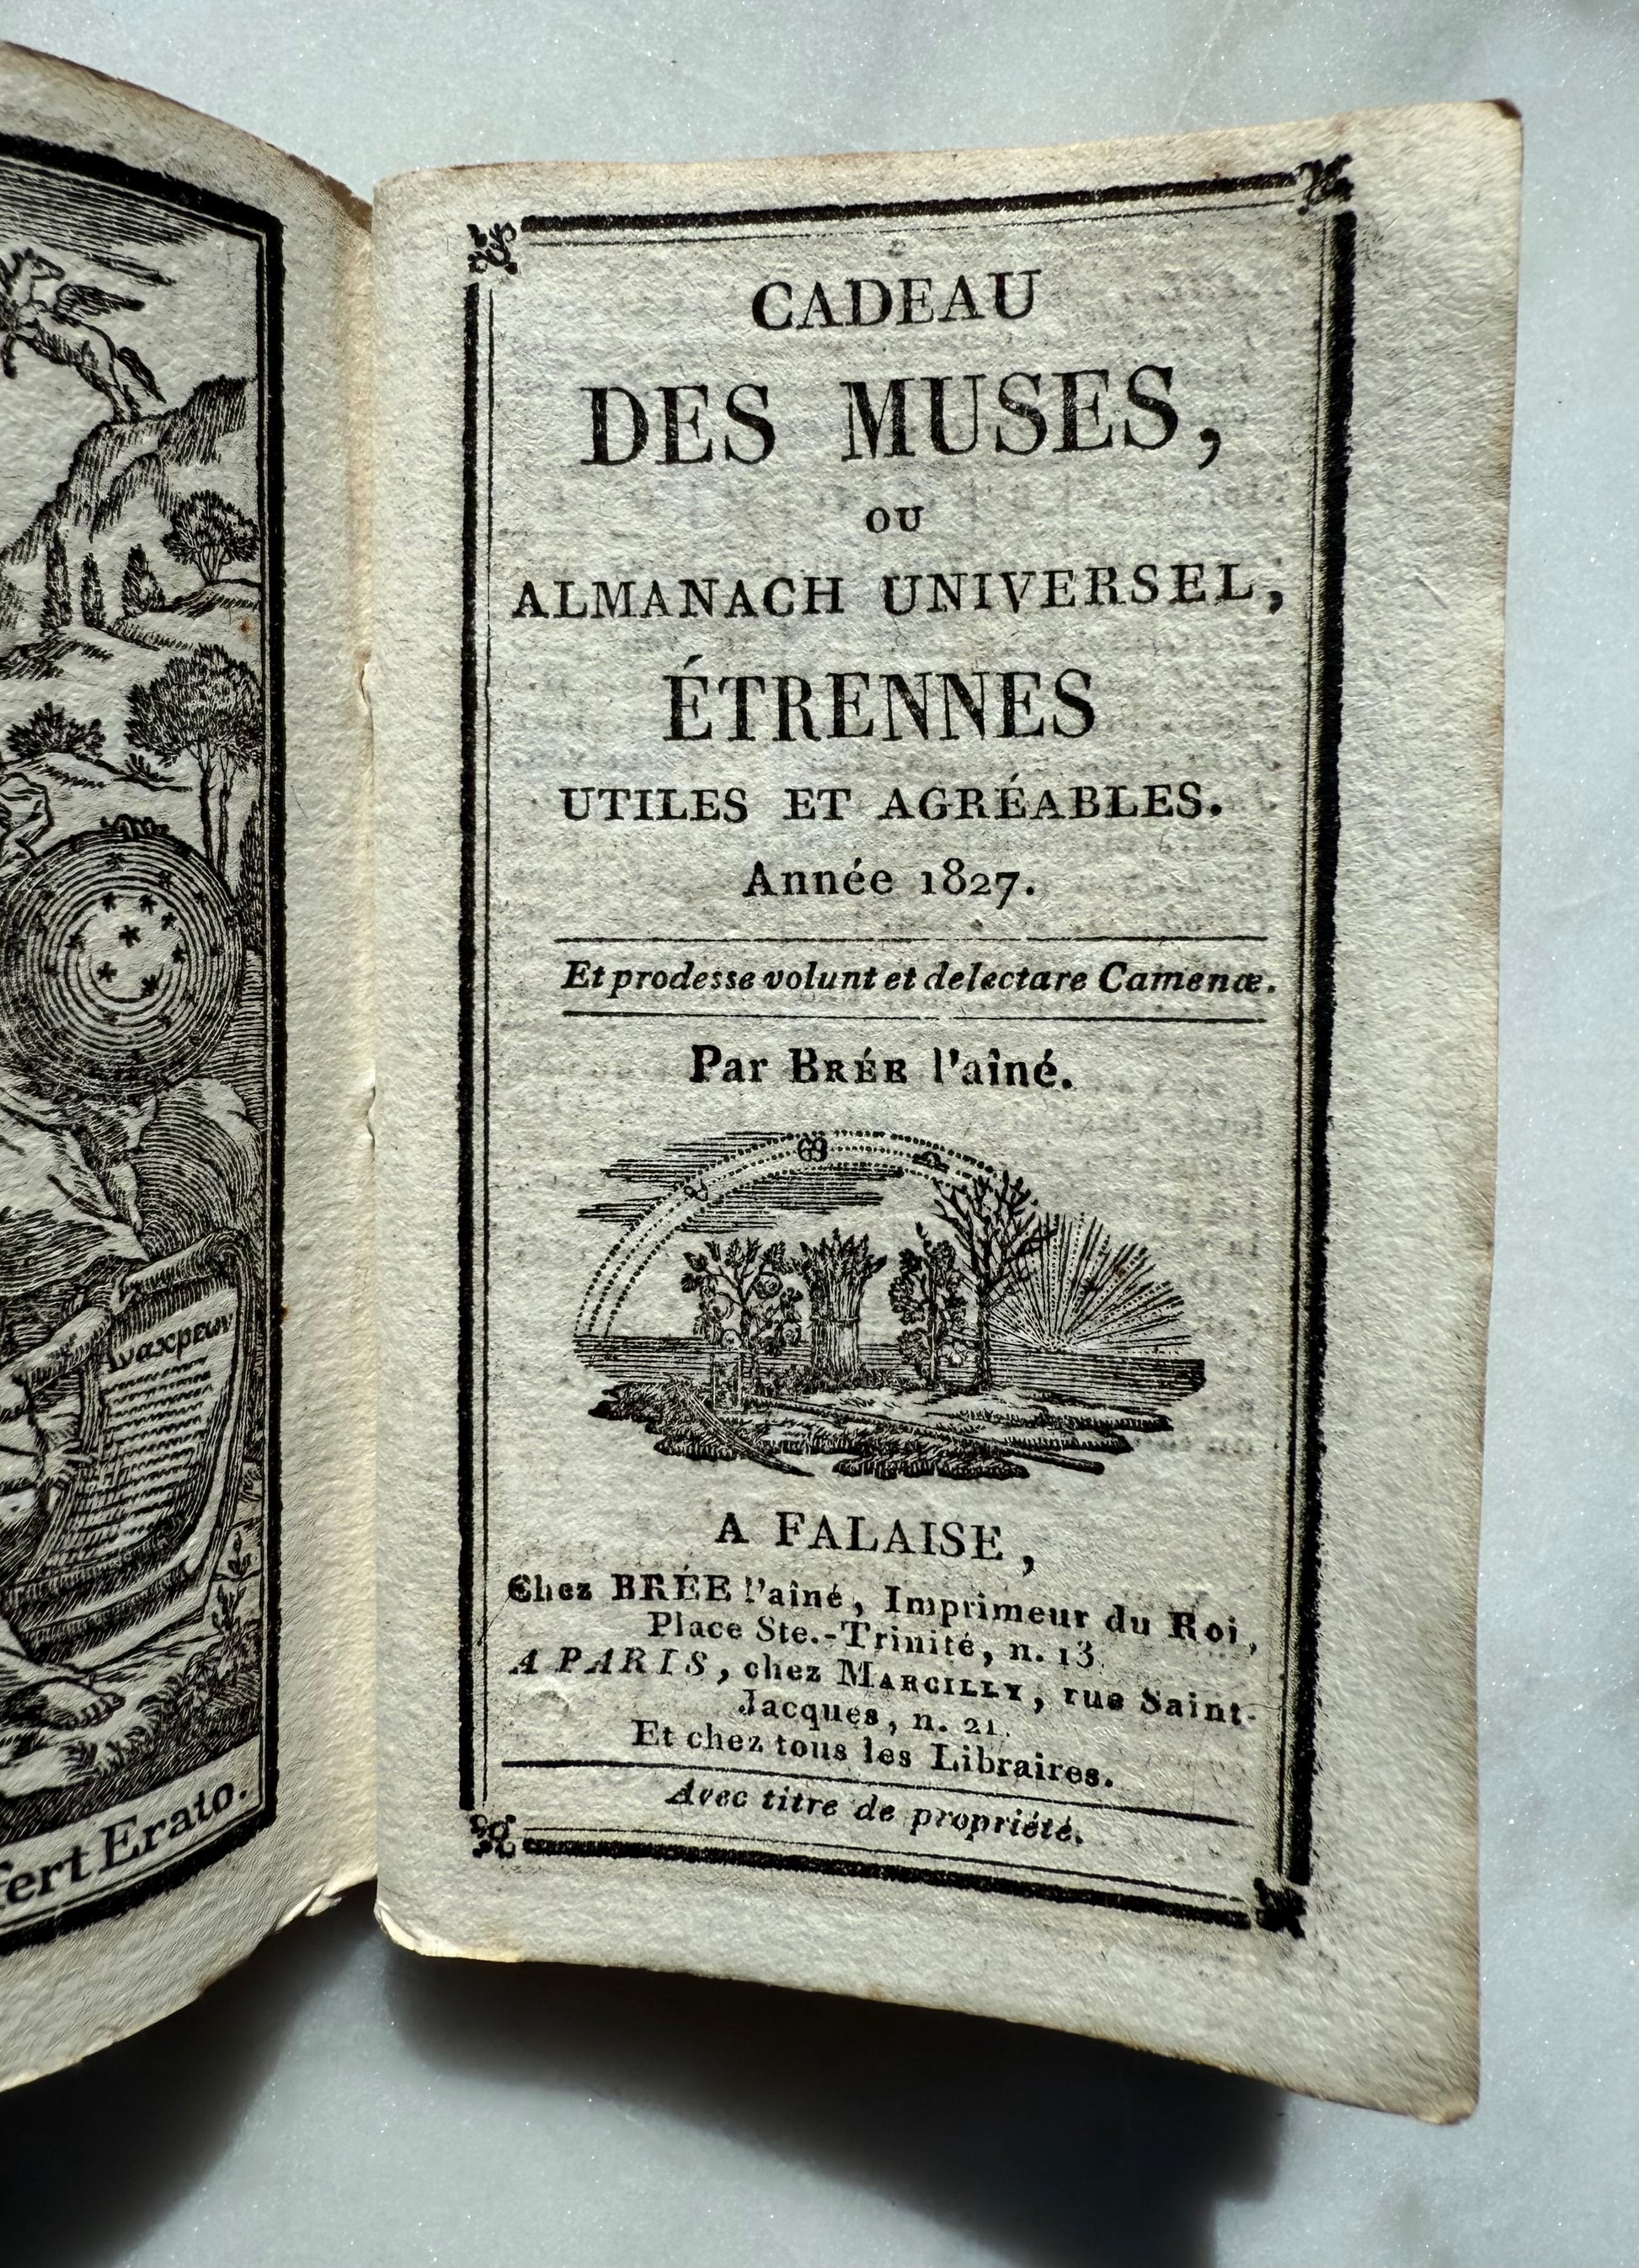 Αναχρεων
fert Erato.
CADEAU
DES MUSES,
OU
ALMANACH UNIVERSEL,
ÉTRENNES
UTILES ET AGRÉABLES.
Année 1827.
Et prodesse volunt et delectare Camenæ.
Par BRÉE l'aîné.
A FALAISE,
Chez BRÉE l'aîné, Imprimeur du Roi,
Place Ste.-Trinité, n. 13.
A PARIS, chez MARCILLY, rue Saint-
Jacques, n. 21.
Et chez tous les Libraires.
Avec titre de propriété.